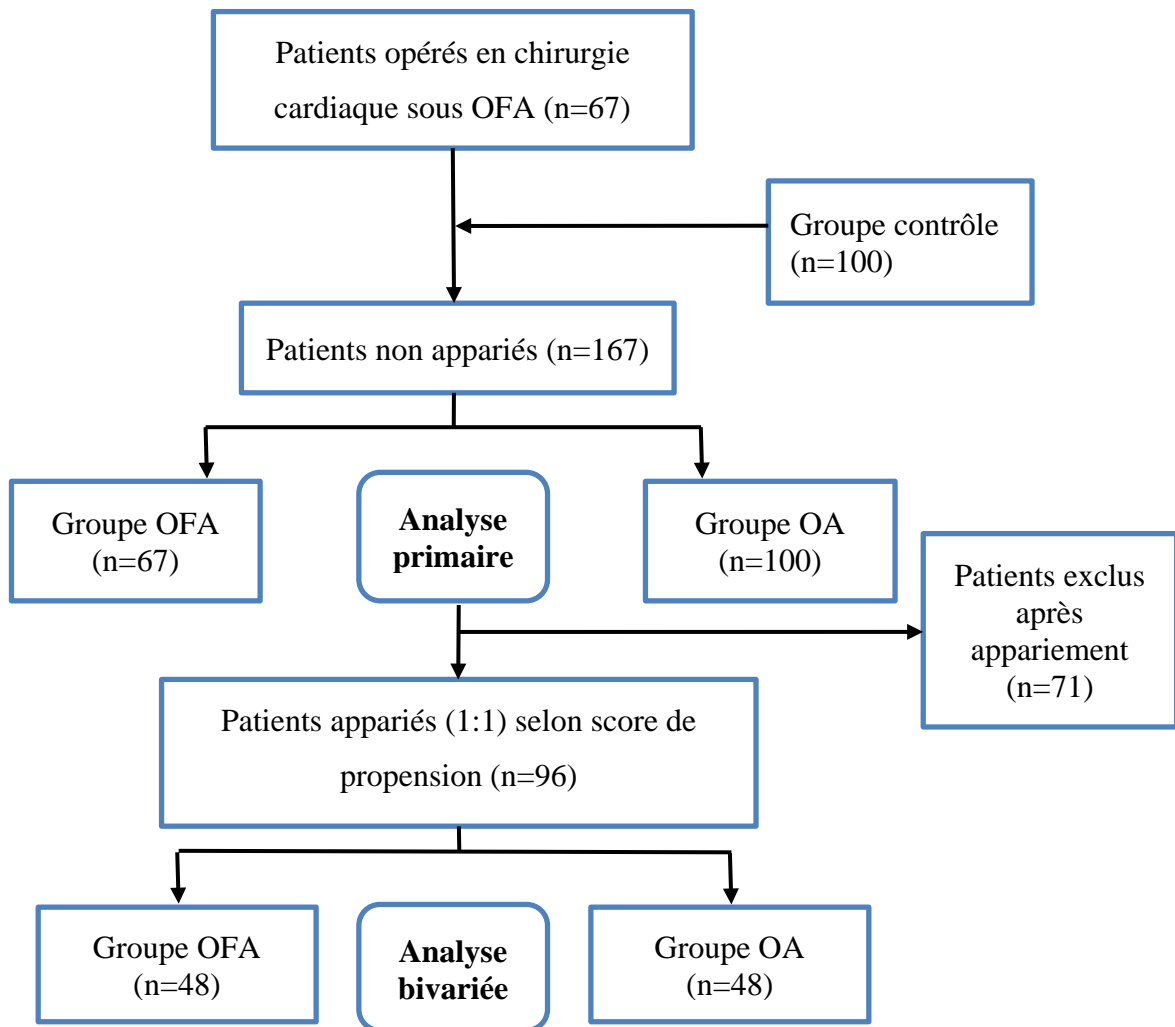 Patients opérés en chirurgie
cardiaque sous OFA (n=67)
Groupe contrôle
(n=100)
Patients non appariés (n=167)
Groupe OFA
(n=67)
Analyse
primaire
Groupe OA
(n=100)
Patients exclus
après
appariement
(n=71)
Patients appariés (1:1) selon score de
propension (n=96)
Groupe OFA
(n=48)
Analyse
bivariée
Groupe OA
(n=48)